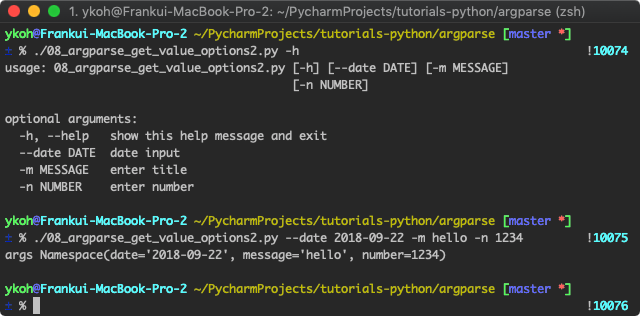 1. ykoh@Frankui-MacBook-Pro-2: ~/PycharmProjects/tutorials-python/argparse (zsh)
ykoh@Frankui-MacBook-Pro-2 ~/PycharmProjects/tutorials-python/argparse [master *]
± % ./08_argparse_get_value_options2.py -h !10074
usage: 08_argparse_get_value_options2.py [-h] [--date DATE] [-m MESSAGE]
[-n NUMBER]
optional arguments:
-h, --help show this help message and exit
--date DATE date input
-m MESSAGE enter title
-n NUMBER enter number
ykoh@Frankui-MacBook-Pro-2 ~/PycharmProjects/tutorials-python/argparse [master *]
± % ./08_argparse_get_value_options2.py --date 2018-09-22 -m hello -n 1234 !10075
args Namespace(date='2018-09-22', message='hello', number=1234)
ykoh@Frankui-MacBook-Pro-2 ~/PycharmProjects/tutorials-python/argparse [master *]
± % !10076